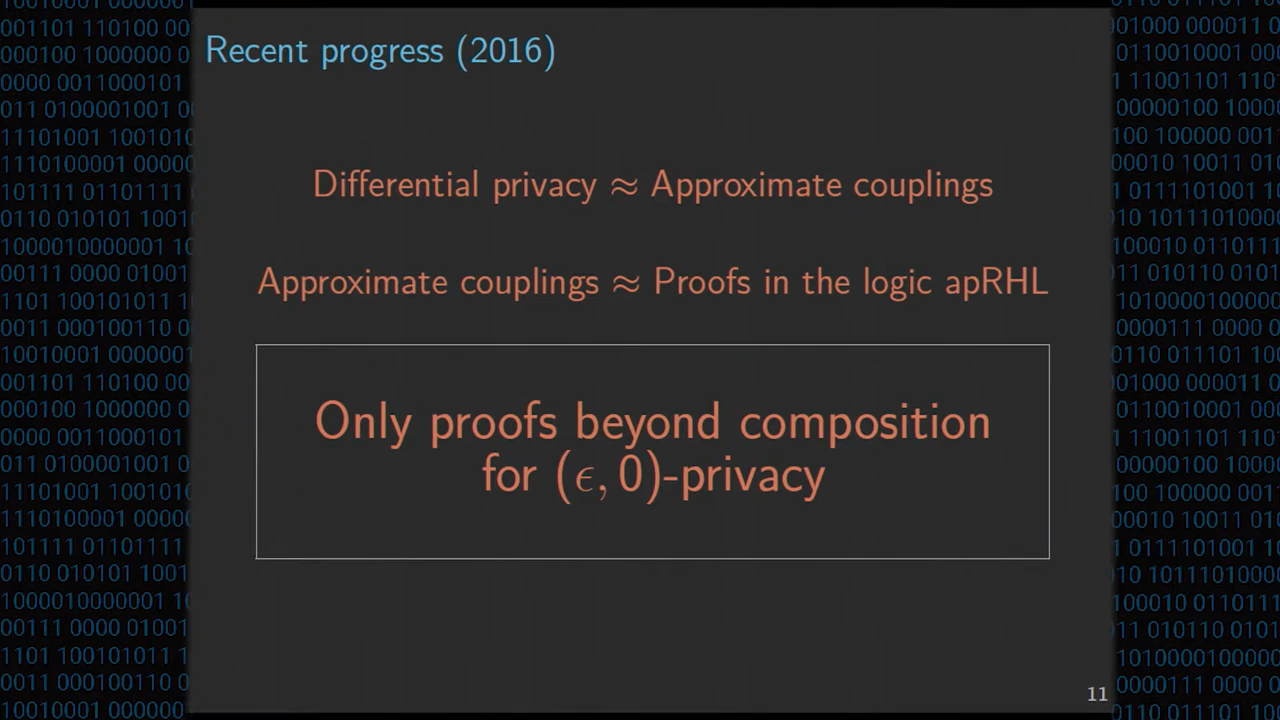 Recent progress (2016)
Differential privacy ≈ Approximate couplings
Approximate couplings ≈ Proofs in the logic apRHL
Only proofs beyond composition
for (ϵ, 0)-privacy
11